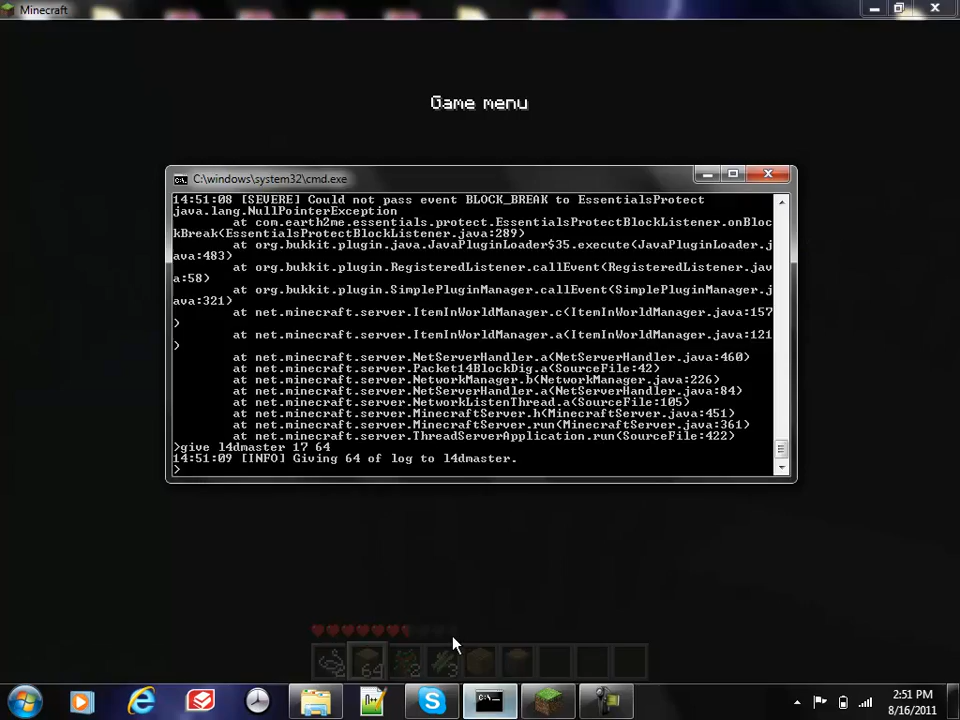 Minecraft
Game menu
C:\windows\system32\cmd.exe
14:51:08 [SEVERE] Could not pass event BLOCK_BREAK to EssentialsProtect
java.lang.NullPointerException
at com.earth2me.essentials.protect.EssentialsProtectBlockListener.onBloc
kBreak(EssentialsProtectBlockListener.java:289)
at org.bukkit.plugin.java.JavaPluginLoader$35.execute(JavaPluginLoader.j
ava:483)
at org.bukkit.plugin.RegisteredListener.callEvent(RegisteredListener.jav
a:58)
at org.bukkit.plugin.SimplePluginManager.callEvent(SimplePluginManager.j
ava:321)
at net.minecraft.server.ItemInWorldManager.c(ItemInWorldManager.java:157
)
at net.minecraft.server.ItemInWorldManager.a(ItemInWorldManager.java:121
)
at net.minecraft.server.NetServerHandler.a(NetServerHandler.java:460)
at net.minecraft.server.Packet14BlockDig.a(SourceFile:42)
at net.minecraft.server.NetworkManager.b(NetworkManager.java:226)
at net.minecraft.server.NetServerHandler.a(NetServerHandler.java:84)
at net.minecraft.server.NetworkListenThread.a(SourceFile:105)
at net.minecraft.server.MinecraftServer.h(MinecraftServer.java:451)
at net.minecraft.server.MinecraftServer.run(MinecraftServer.java:361)
at net.minecraft.server.ThreadServerApplication.run(SourceFile:422)
>give l4dmaster 17 64
14:51:09 [INFO] Giving 64 of log to l4dmaster.
>
64 2 3
2:51 PM
8/16/2011